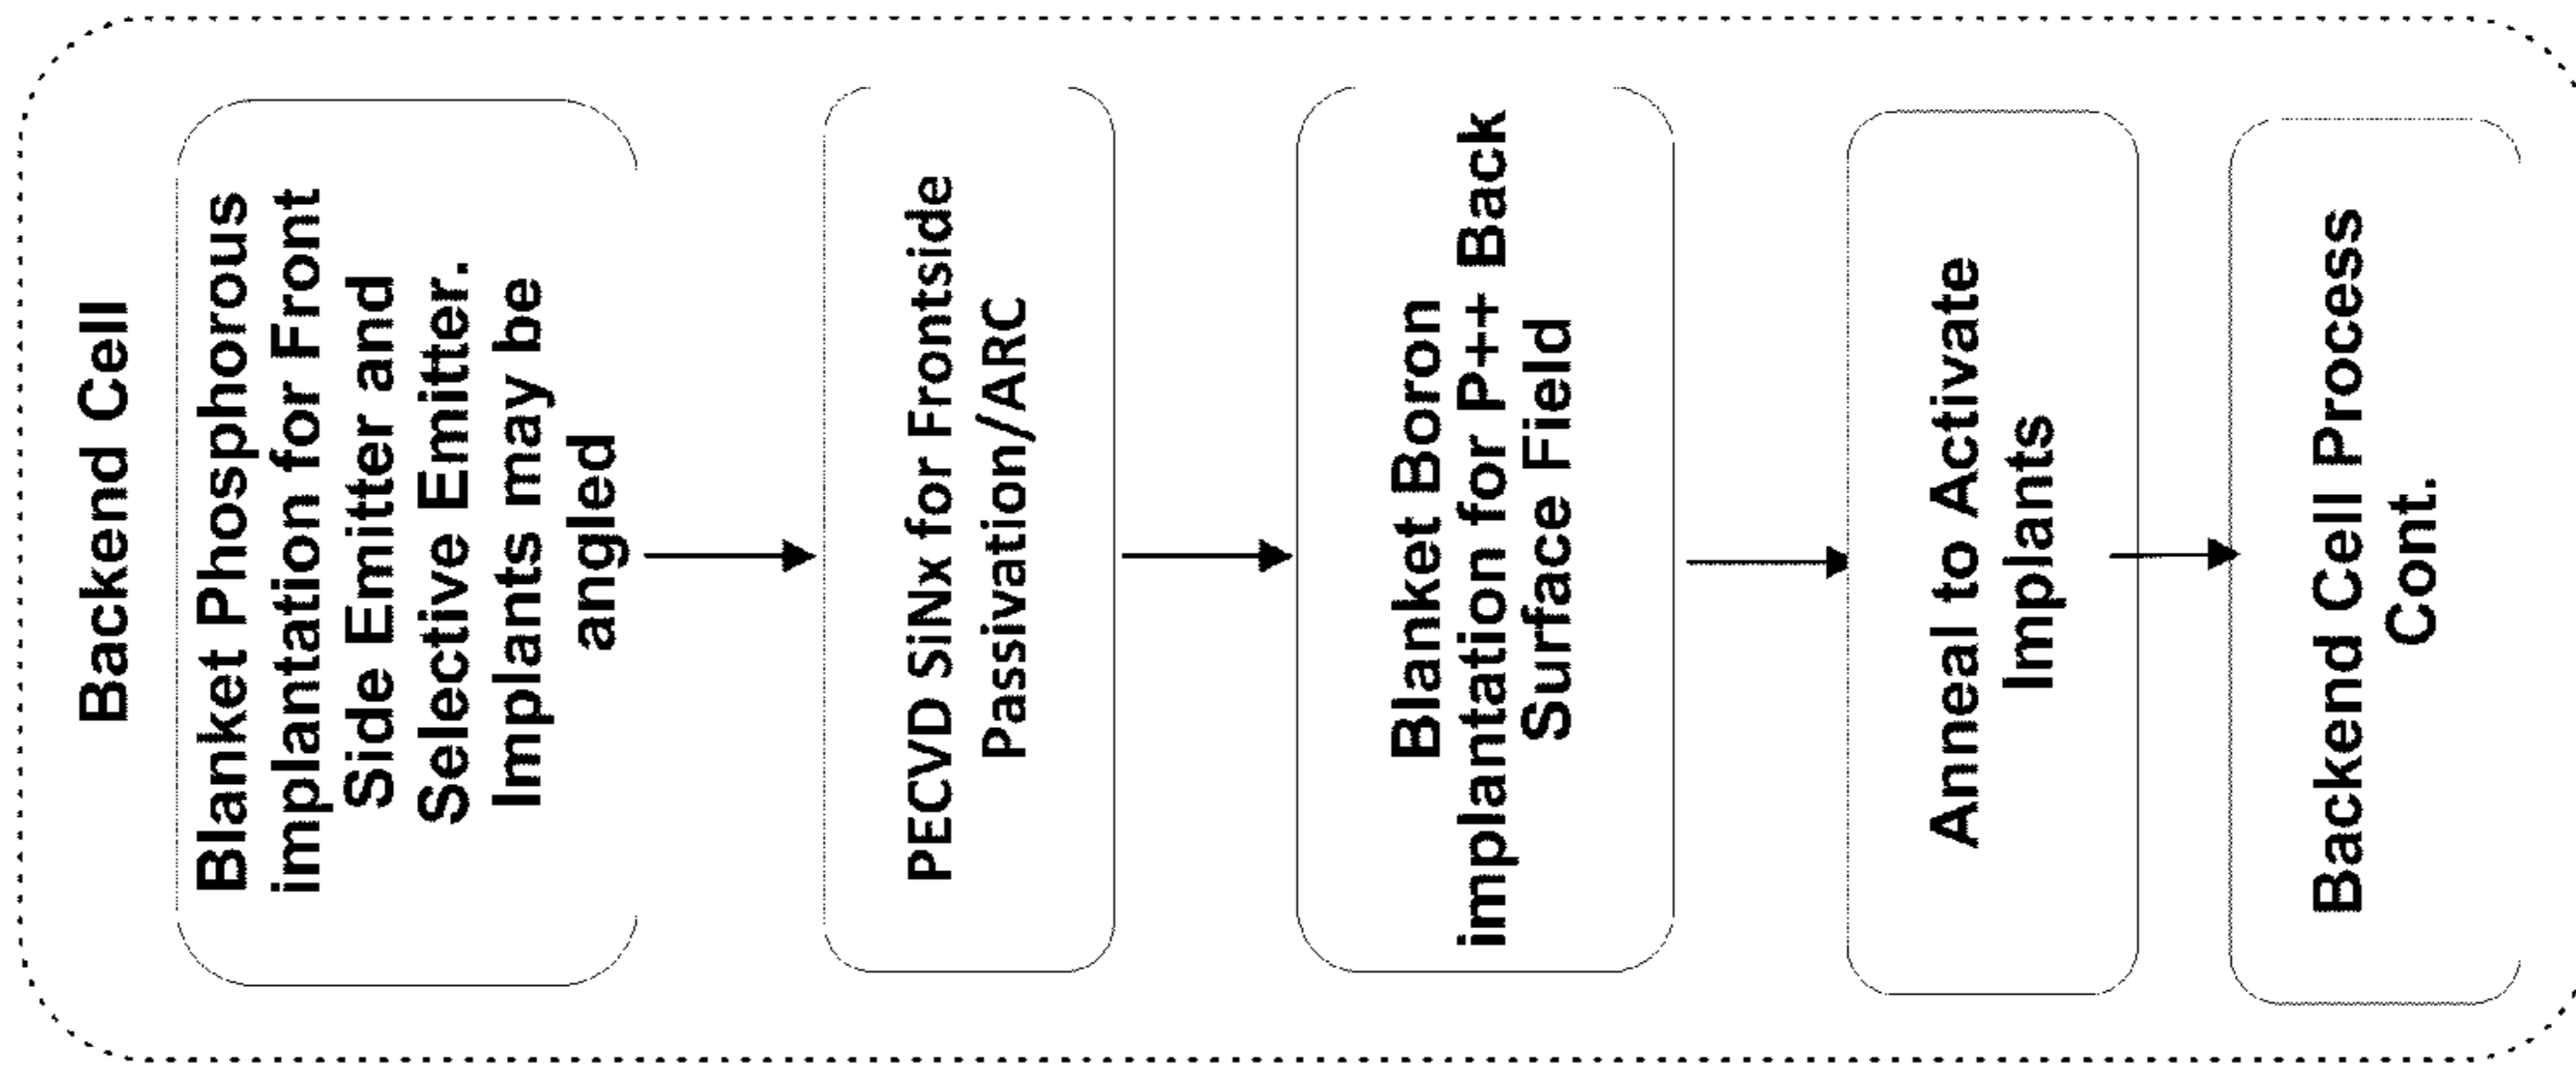 Backend Cell
Blanket Phosphorous
implantation for Front
Side Emitter and
Selective Emitter.
Implants may be
angled
PECVD SiNx for Frontside
Passivation/ARC
Blanket Boron
implantation for P++ Back
Surface Field
Anneal to Activate
Implants
Backend Cell Process
Cont.